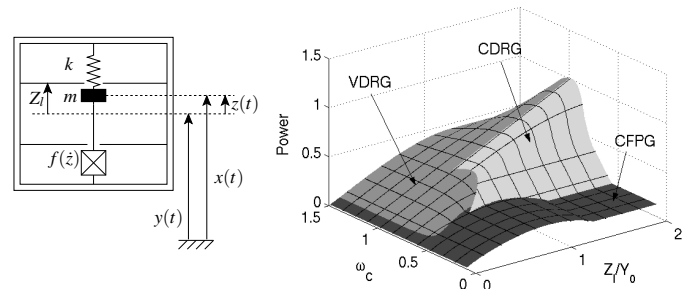 k
Z_l
m
z(t)
f(ż)
x(t)
y(t)
1.5
1
0.5
0
Power
VDRG
CDRG
CFPG
1.5
1
0.5
0
ω_c
0
1
2
Z_l/Y_0